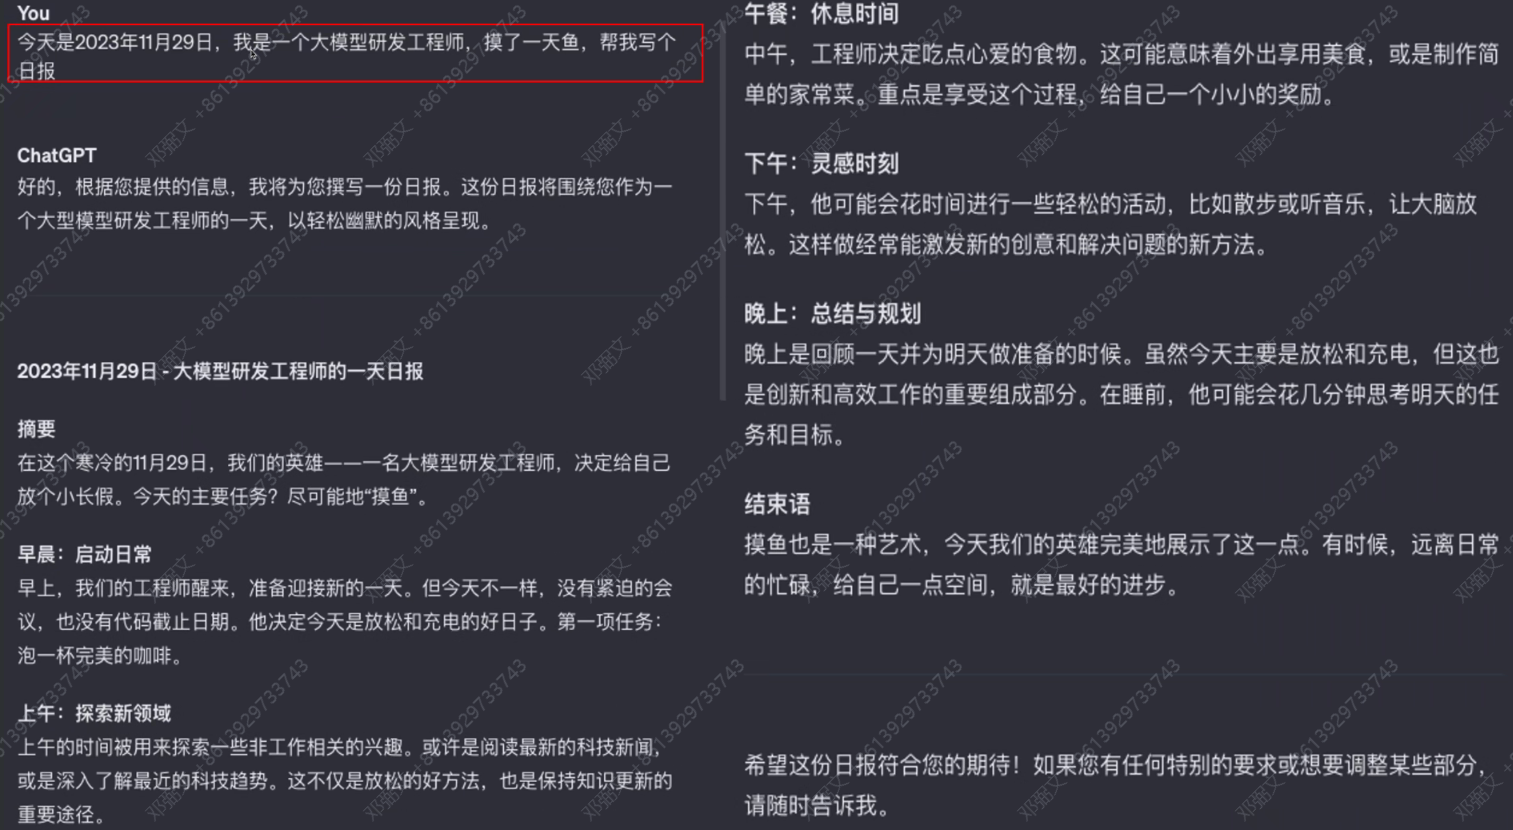 You
今天是2023年11月29日，我是一个大模型研发工程师，摸了一天鱼，帮我写个
日报
ChatGPT
好的，根据您提供的信息，我将为您撰写一份日报。这份日报将围绕您作为一
个大型模型研发工程师的一天，以轻松幽默的风格呈现。
2023年11月29日 - 大模型研发工程师的一天日报
摘要
在这个寒冷的11月29日，我们的英雄——一名大模型研发工程师，决定给自己
放个小长假。今天的主要任务？尽可能地“摸鱼”。
早晨：启动日常
早上，我们的工程师醒来，准备迎接新的一天。但今天不一样，没有紧迫的会
议，也没有代码截止日期。他决定今天是放松和充电的好日子。第一项任务：
泡一杯完美的咖啡。
上午：探索新领域
上午的时间被用来探索一些非工作相关的兴趣。或许是阅读最新的科技新闻，
或是深入了解最近的科技趋势。这不仅是放松的好方法，也是保持知识更新的
重要途径。
午餐：休息时间
中午，工程师决定吃点心爱的食物。这可能意味着外出享用美食，或是制作简
单的家常菜。重点是享受这个过程，给自己一个小小的奖励。
下午：灵感时刻
下午，他可能会花时间进行一些轻松的活动，比如散步或听音乐，让大脑放
松。这样做经常能激发新的创意和解决问题的新方法。
晚上：总结与规划
晚上是回顾一天并为明天做准备的时候。虽然今天主要是放松和充电，但这也
是创新和高效工作的重要组成部分。在睡前，他可能会花几分钟思考明天的任
务和目标。
结束语
摸鱼也是一种艺术，今天我们的英雄完美地展示了这一点。有时候，远离日常
的忙碌，给自己一点空间，就是最好的进步。
希望这份日报符合您的期待！如果您有任何特别的要求或想要调整某些部分，
请随时告诉我。
邓弼文 +8613929733743